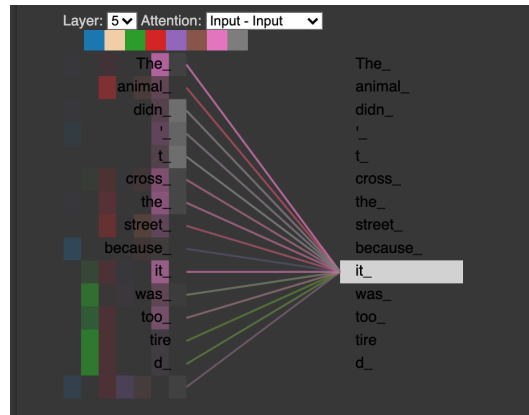 Layer: 5 Attention: Input - Input
The_ The_
animal_ animal_
didn_ didn_
'_ '_
t_ t_
cross_ cross_
the_ the_
street_ street_
because_ because_
it_ it_
was_ was_
too_ too_
tire tire
d_ d_